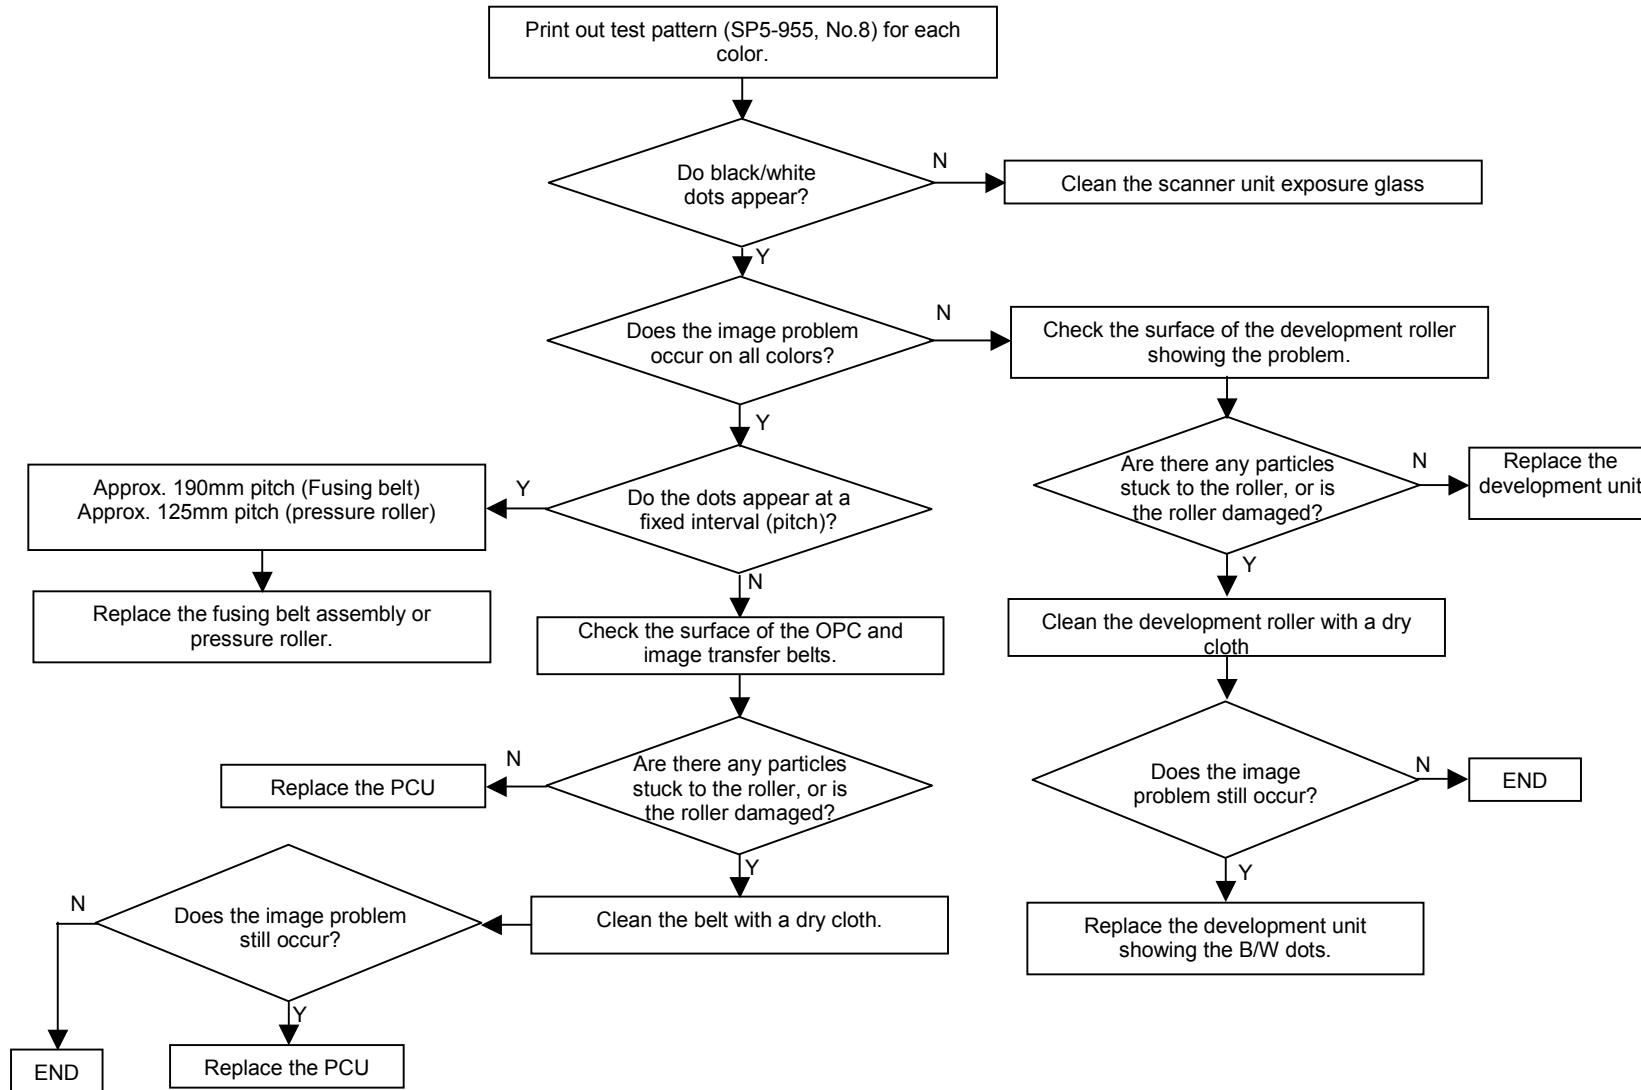 Print out test pattern (SP5-955, No.8) for each
color.
Do black/white
dots appear?
N
Clean the scanner unit exposure glass
Y
Does the image problem
occur on all colors?
N
Check the surface of the development roller
showing the problem.
Y
Are there any particles
stuck to the roller, or is
the roller damaged?
N
Replace the
development unit
Approx. 190mm pitch (Fusing belt)
Approx. 125mm pitch (pressure roller)
Y
Do the dots appear at a
fixed interval (pitch)?
Y
N
Replace the fusing belt assembly or
pressure roller.
Check the surface of the OPC and
image transfer belts.
Clean the development roller with a dry
cloth
Replace the PCU
N
Are there any particles
stuck to the roller, or is
the roller damaged?
Does the image
problem still occur?
N
END
Y
Y
N
Does the image problem
still occur?
Clean the belt with a dry cloth.
Replace the development unit
showing the B/W dots.
Y
END
Replace the PCU